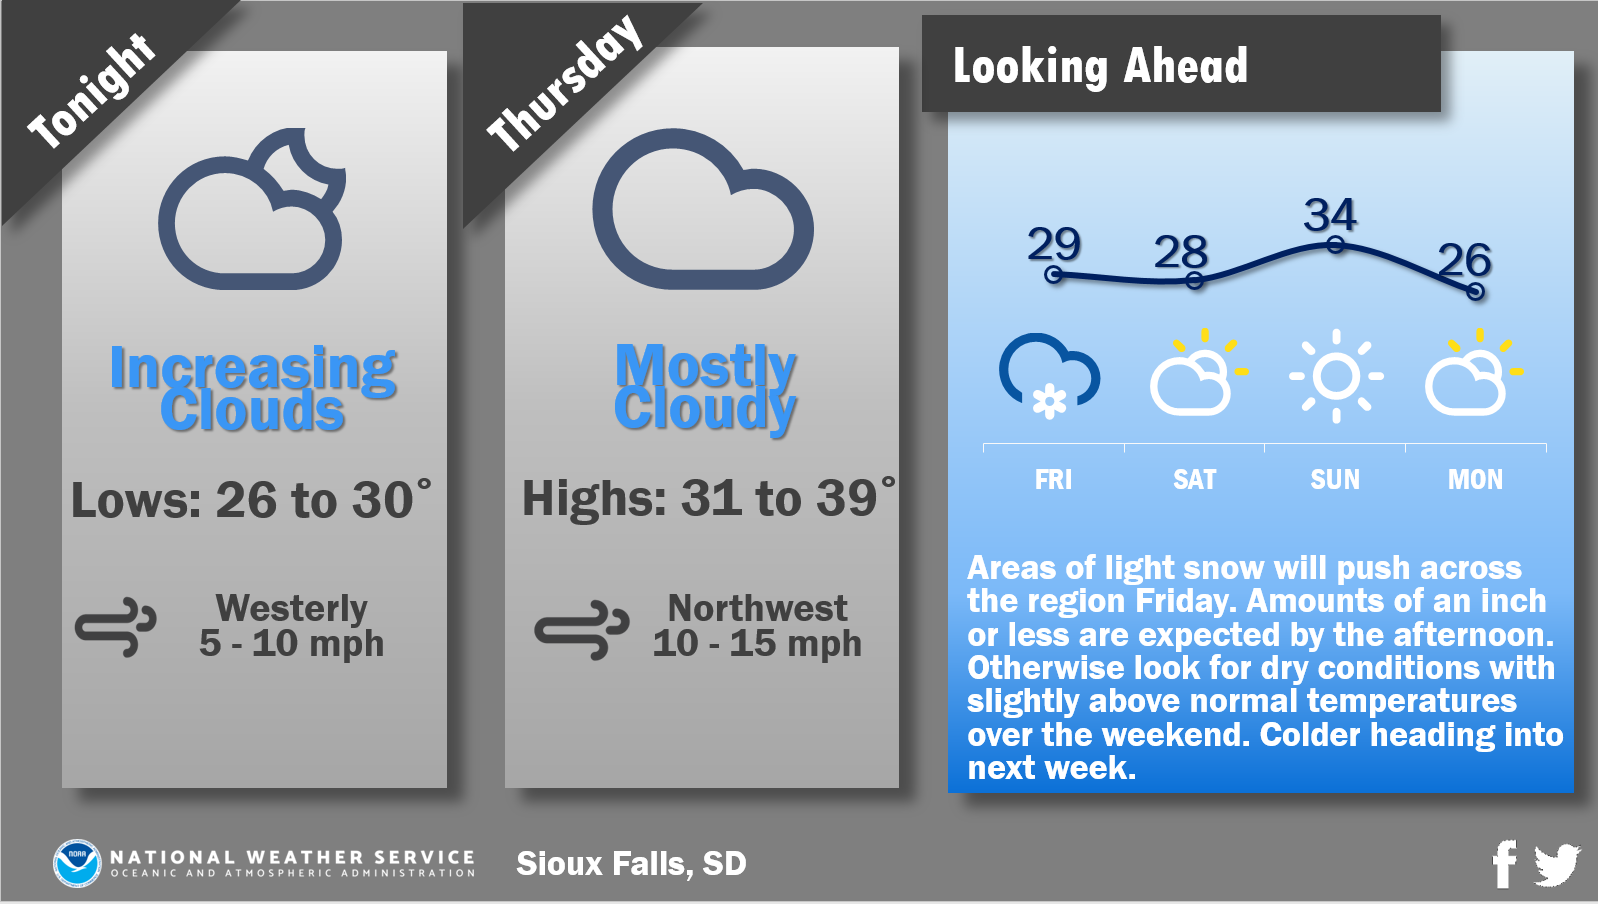 Tonight
Increasing
Clouds
Lows: 26 to 30°
Westerly
5 - 10 mph
Thursday
Mostly
Cloudy
Highs: 31 to 39°
Northwest
10 - 15 mph
Looking Ahead
29 28 34 26
FRI SAT SUN MON
Areas of light snow will push across
the region Friday. Amounts of an inch
or less are expected by the afternoon.
Otherwise look for dry conditions with
slightly above normal temperatures
over the weekend. Colder heading into
next week.
NOAA
NATIONAL WEATHER SERVICE
OCEANIC AND ATMOSPHERIC ADMINISTRATION
Sioux Falls, SD